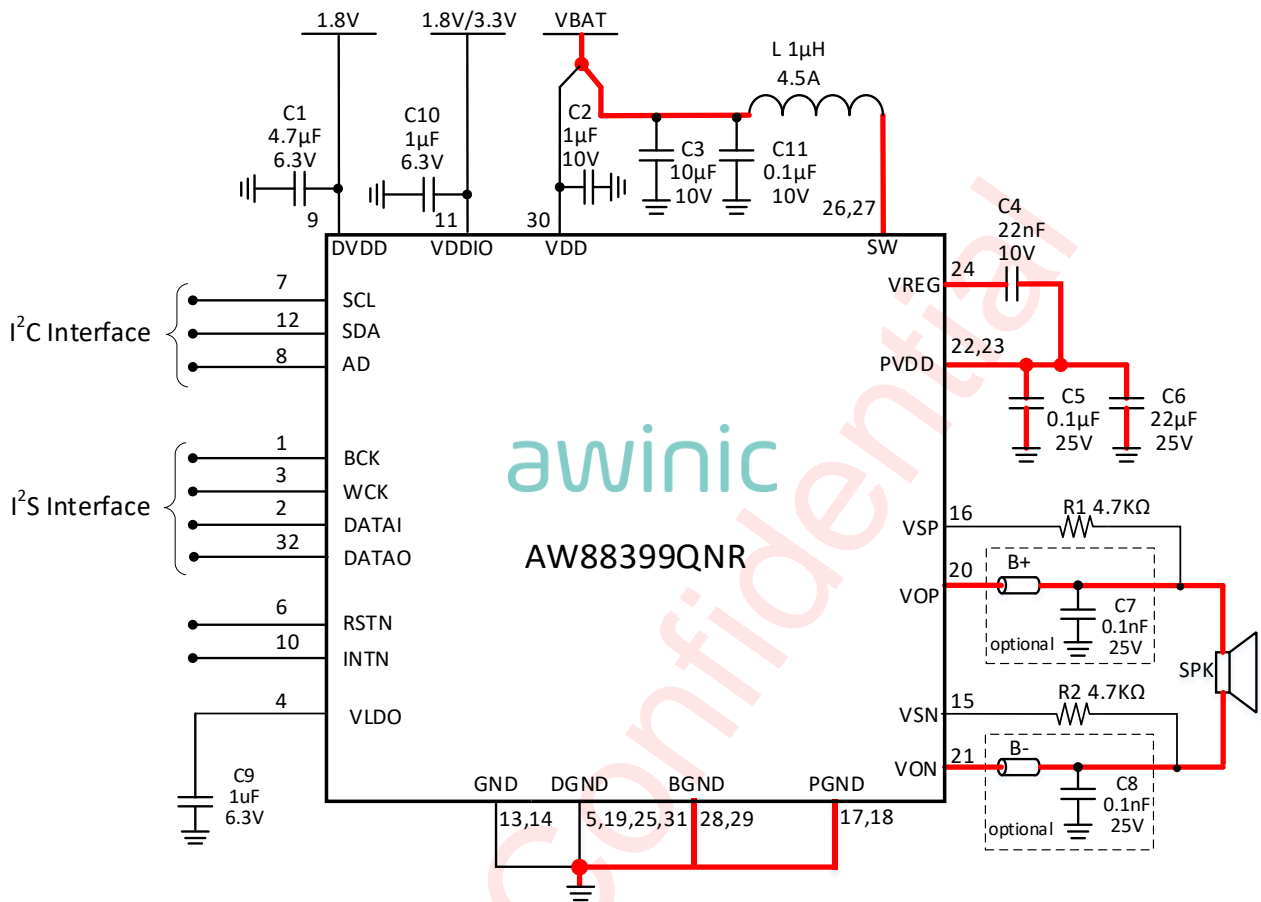 1.8V
1.8V/3.3V
VBAT
L 1µH
4.5A
C1
4.7µF
6.3V
C10
1µF
6.3V
C2
1µF
10V
C3
10µF
10V
C11
0.1µF
10V
9
11
30
26,27
DVDD
VDDIO
VDD
SW
C4
22nF
10V
VREG
24
22,23
PVDD
C5
0.1µF
25V
C6
22µF
25V
I²C Interface
7
SCL
12
SDA
8
AD
I²S Interface
1
BCK
3
WCK
2
DATAI
32
DATAO
6
RSTN
10
INTN
4
VLDO
C9
1uF
6.3V
awinic
AW88399QNR
VSP
16
R1 4.7KΩ
VOP
20
B+
C7
0.1nF
25V
optional
SPK
VSN
15
R2 4.7KΩ
VON
21
B-
C8
0.1nF
25V
optional
GND
DGND
BGND
PGND
13,14
5,19,25,31
28,29
17,18
Confidential